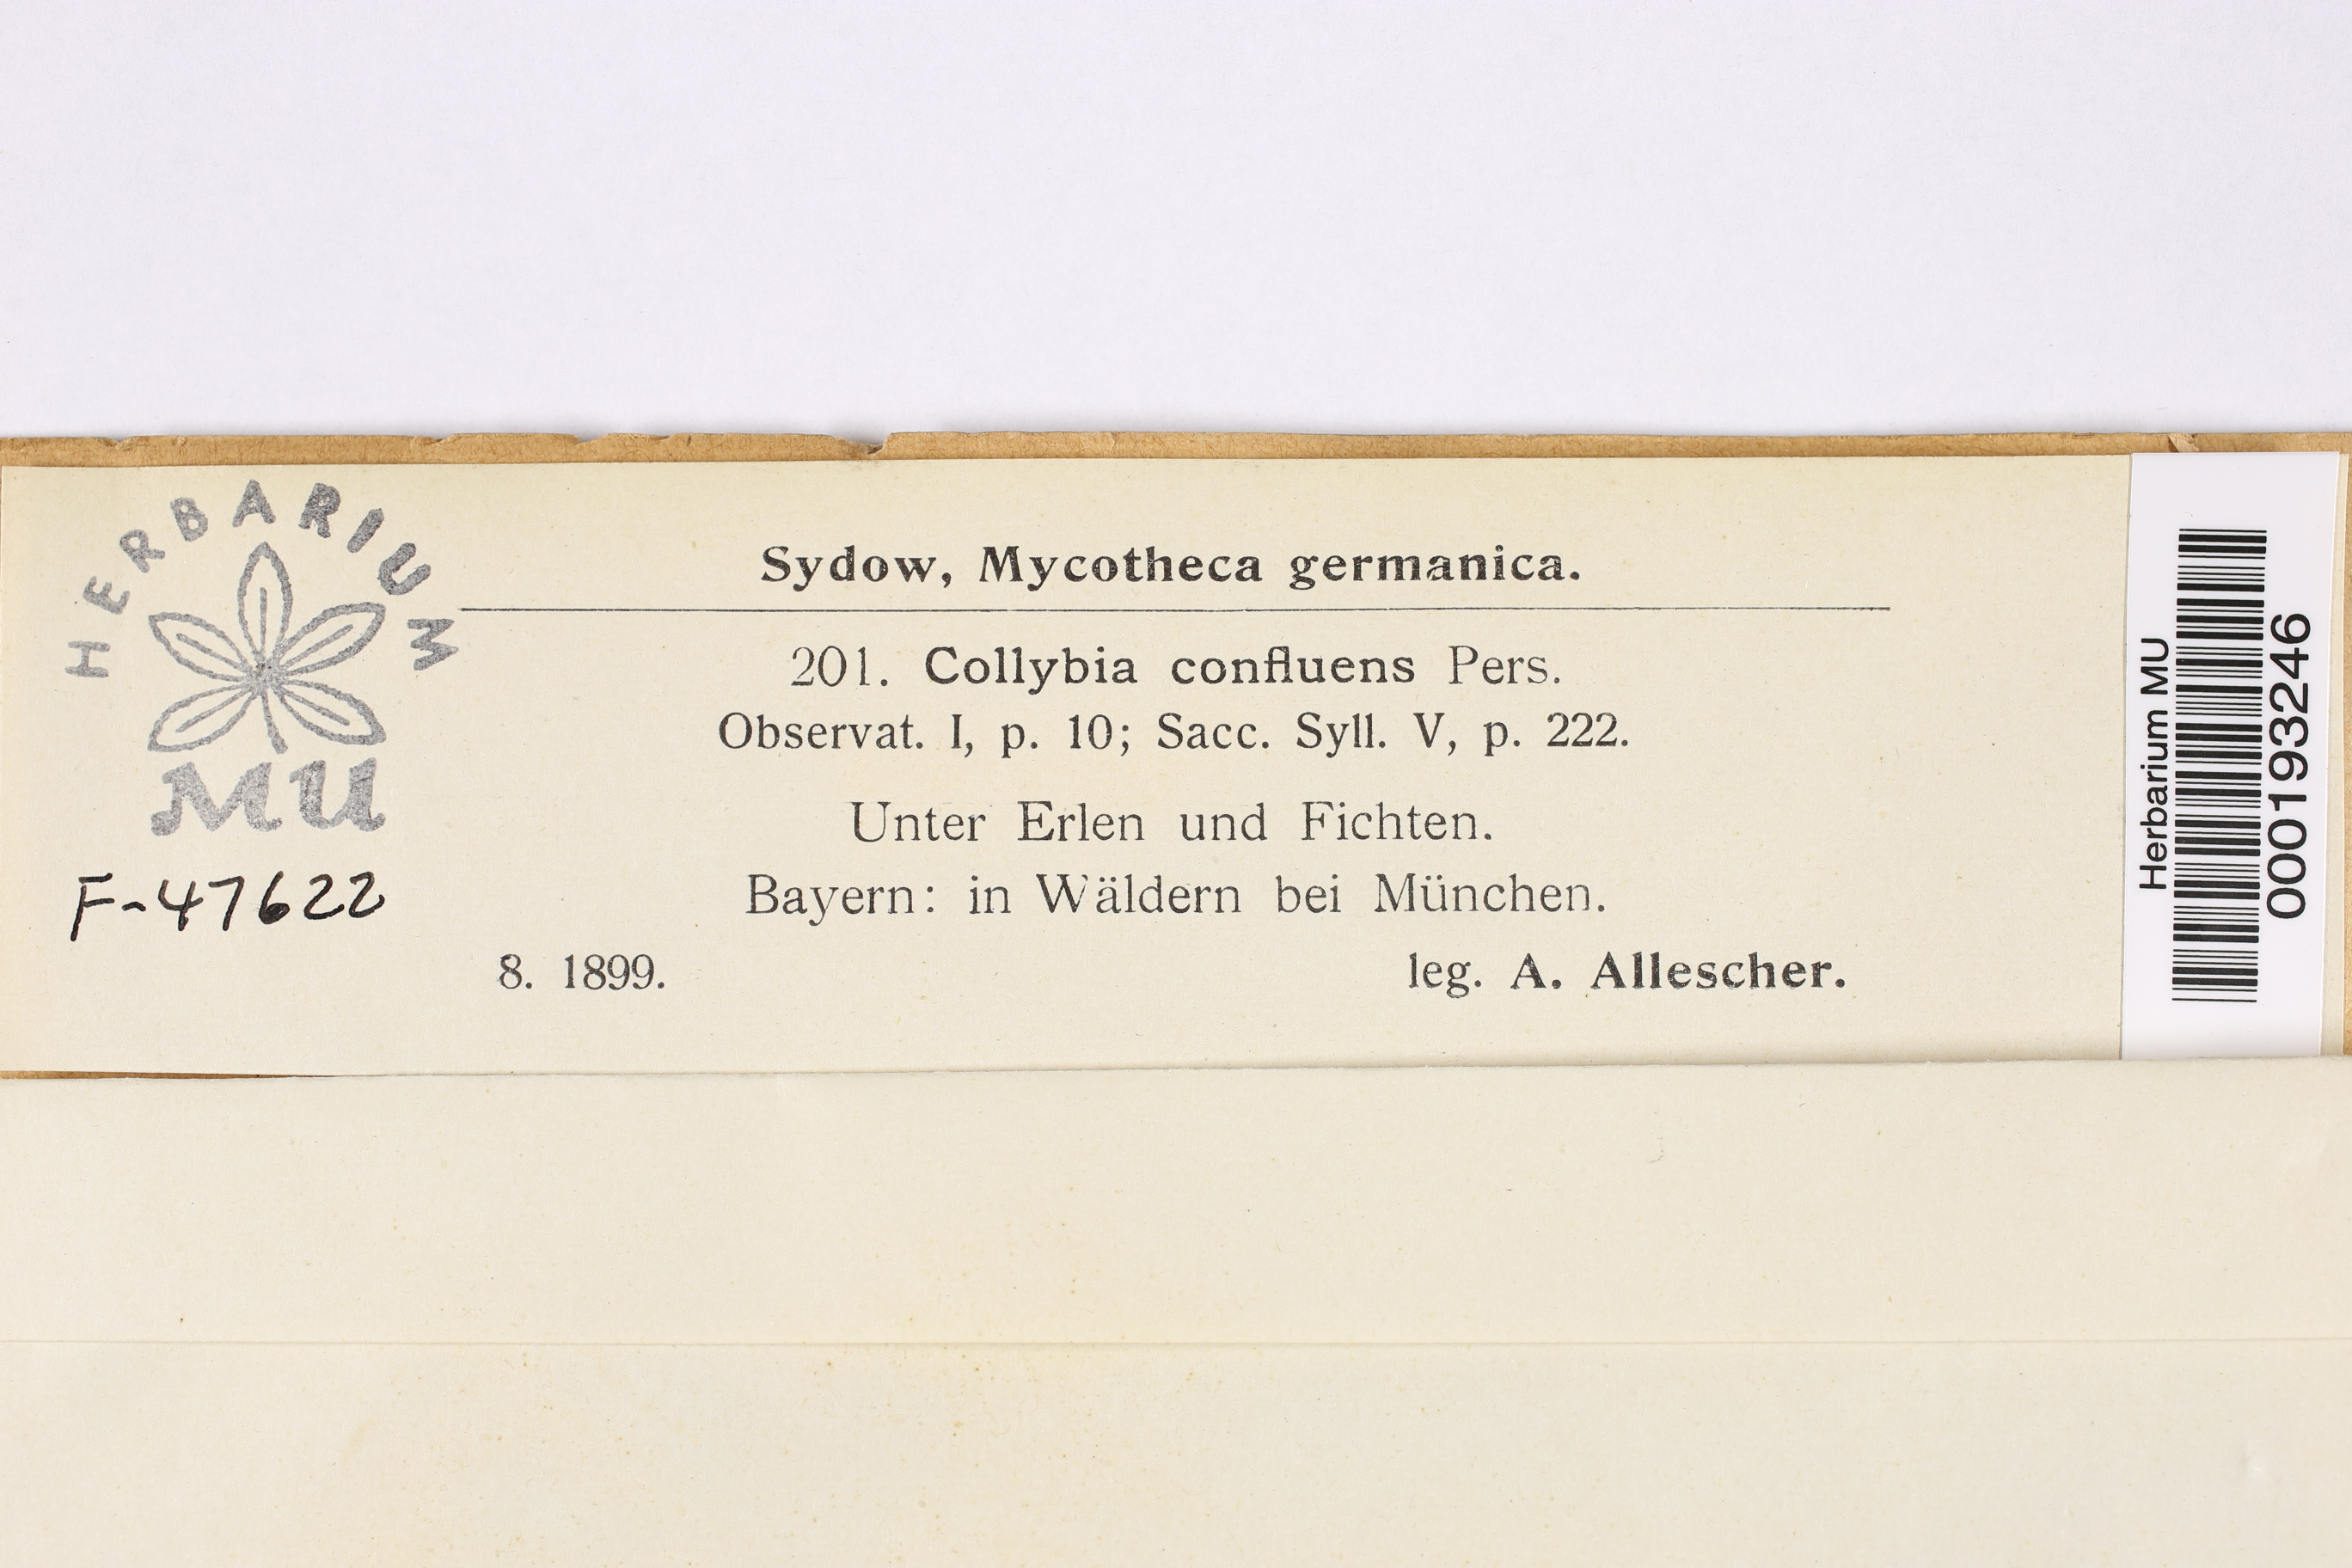 HERBARIUM
MU
F-47622
Sydow, Mycotheca germanica.
201. Collybia confluens Pers.
Observat. I, p. 10; Sacc. Syll. V, p. 222.
Unter Erlen und Fichten.
Bayern: in Wäldern bei München.
8. 1899. leg. A. Allescher.
Herbarium MU
000193246